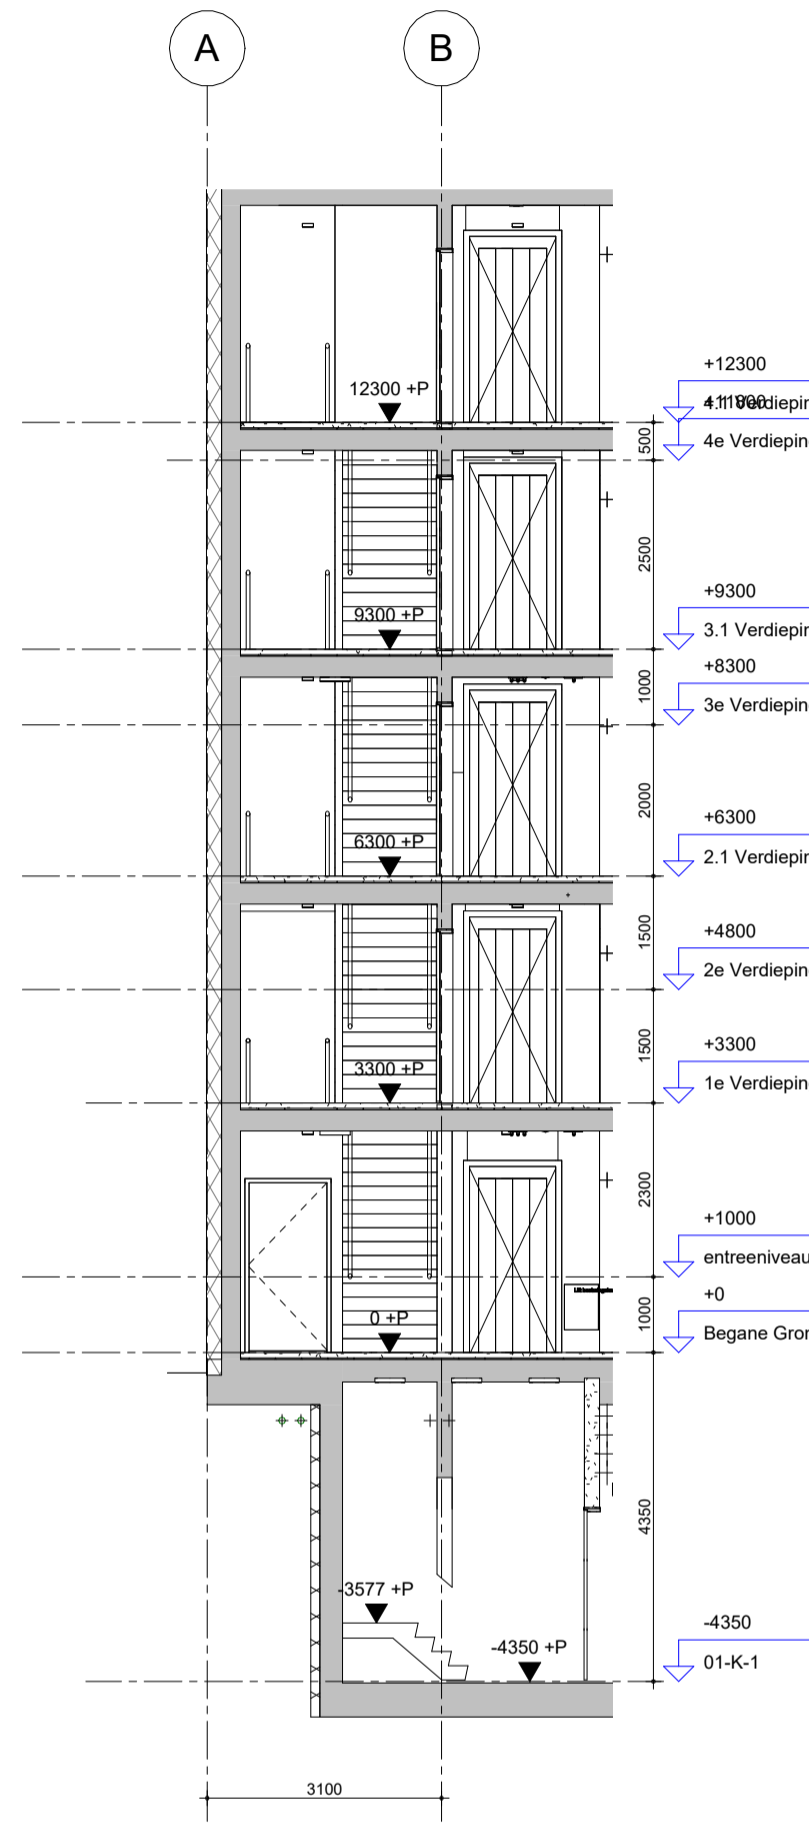 A
B
+12300
12300 +P
4e Verdiepin
500
2500
+9300
9300 +P
3.1 Verdiepin
+8300
1000
3e Verdiepin
2000
+6300
6300 +P
2.1 Verdiepin
1500
+4800
2e Verdiepin
1500
+3300
3300 +P
1e Verdiepin
2300
+1000
entreeniveau
+0
1000
0 +P
Begane Gron
4350
-3577 +P
-4350
-4350 +P
01-K-1
3100